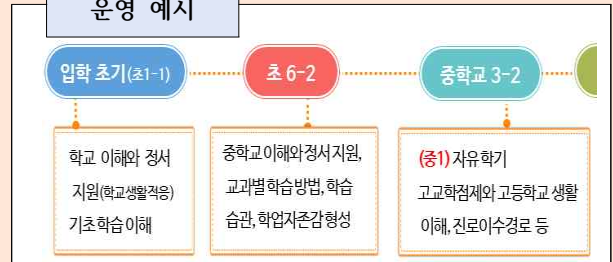 운영 예시
입학 초기(초1-1)
초 6-2
중학교 3-2
학교 이해와 정서
지원(학교생활적응)
기초학습 이해
중학교 이해와 정서 지원,
교과별 학습 방법, 학습
습관, 학업자존감 형성
(중1) 자유학기
고교학점제와 고등학교 생활
이해, 진로이수경로 등